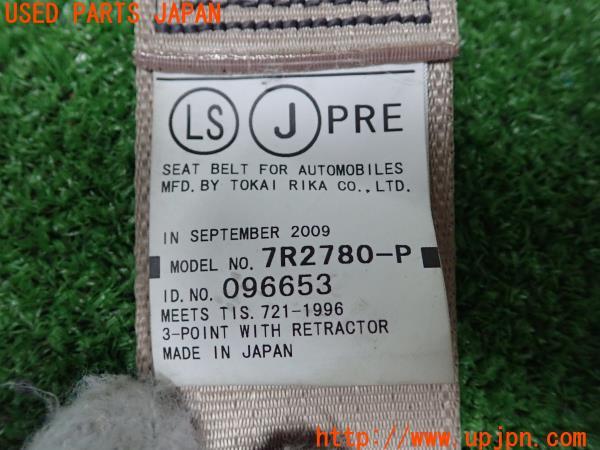 USED PARTS JAPAN
LS J PRE
SEAT BELT FOR AUTOMOBILES
MFD. BY TOKAI RIKA CO., LTD.
IN SEPTEMBER 2009
MODEL NO. 7R2780-P
ID. NO. 096653
MEETS TIS. 721-1996
3-POINT WITH RETRACTOR
MADE IN JAPAN
http://www.upjpn.com